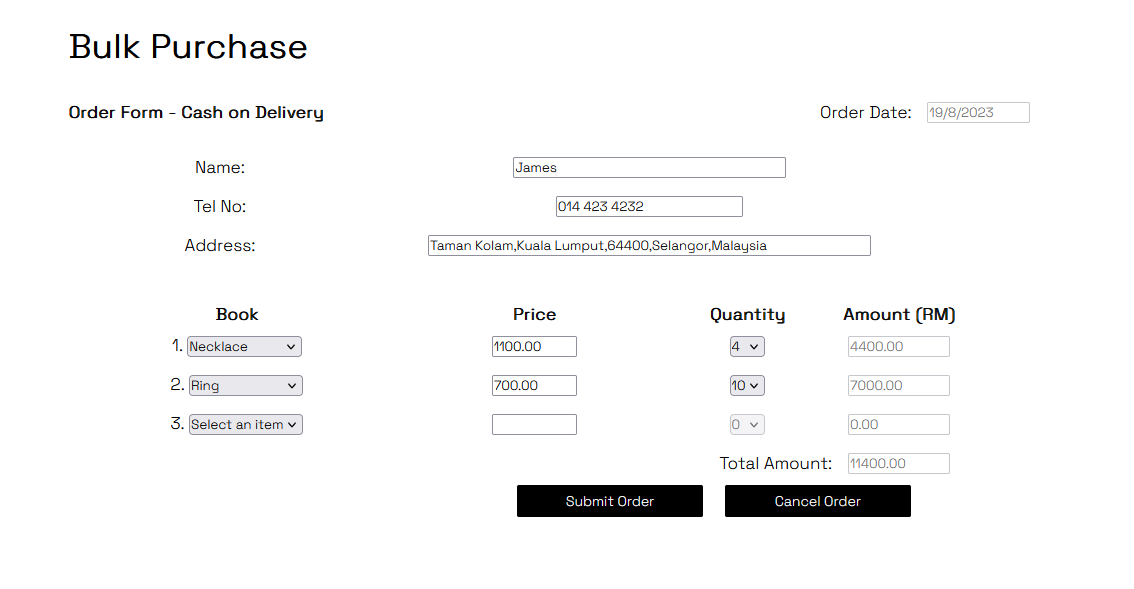 Bulk Purchase
Order Form - Cash on Delivery Order Date: 19/8/2023
Name: James
Tel No: 014 423 4232
Address: Taman Kolam,Kuala Lumput,64400,Selangor,Malaysia
Book Price Quantity Amount (RM)
1. Necklace 1100.00 4 4400.00
2. Ring 700.00 10 7000.00
3. Select an item 0 0.00
Total Amount: 11400.00
Submit Order Cancel Order